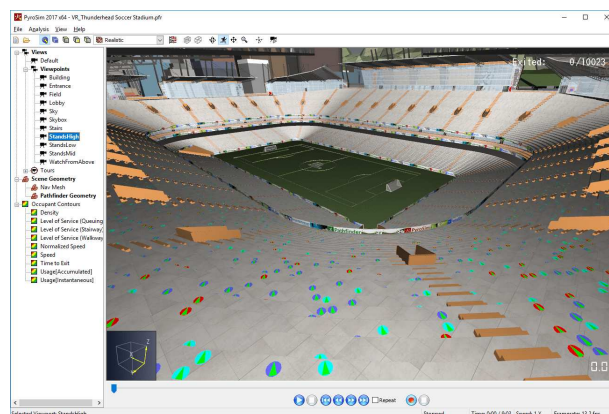 PyroSim 2017 x64 - VR_Thunderhead Soccer Stadium.pfr
File Analysis View Help
Realistic
Views
Default
Viewpoints
Building
Entrance
Field
Lobby
Sky
Skybox
Stairs
StandsHigh
StandsLow
StandsMid
WatchFromAbove
Tours
Scene Geometry
Nav Mesh
Pathfinder Geometry
Occupant Contours
Density
Level of Service (Queuing
Level of Service (Stairway
Level of Service (Walkway
Normalized Speed
Speed
Time to Exit
Usage[Accumulated]
Usage[Instantaneous]
Exited: 0/10023
Pathfinder
Z
0.0
Repeat
Selected Viewpoint: StandsHigh
Stopped